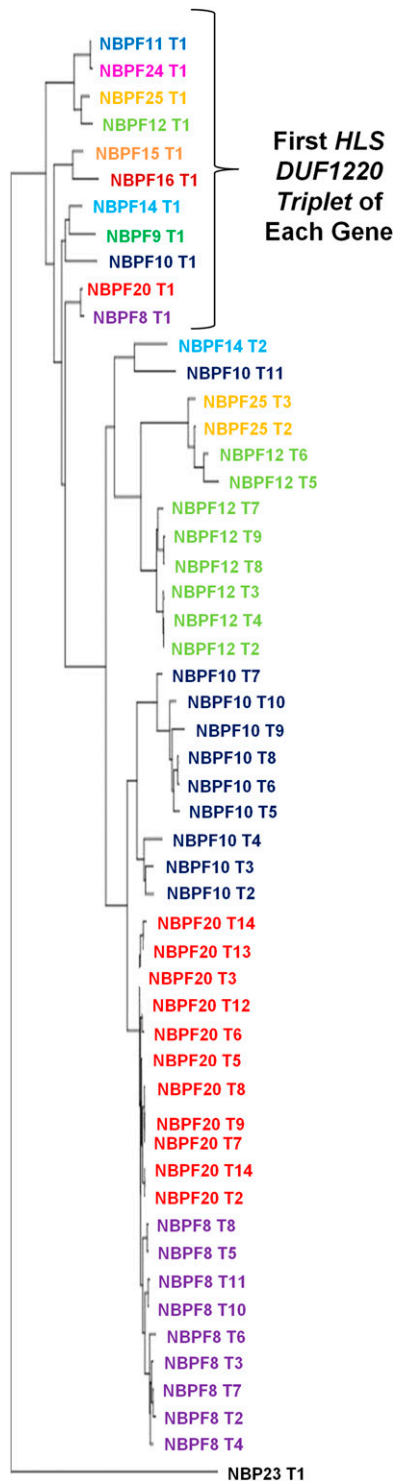 NBPF11 T1
NBPF24 T1
NBPF25 T1
NBPF12 T1
NBPF15 T1
NBPF16 T1
NBPF14 T1
NBPF9 T1
NBPF10 T1
NBPF20 T1
NBPF8 T1
First HLS
DUF1220
Triplet of
Each Gene
NBPF14 T2
NBPF10 T11
NBPF25 T3
NBPF25 T2
NBPF12 T6
NBPF12 T5
NBPF12 T7
NBPF12 T9
NBPF12 T8
NBPF12 T3
NBPF12 T4
NBPF12 T2
NBPF10 T7
NBPF10 T10
NBPF10 T9
NBPF10 T8
NBPF10 T6
NBPF10 T5
NBPF10 T4
NBPF10 T3
NBPF10 T2
NBPF20 T14
NBPF20 T13
NBPF20 T3
NBPF20 T12
NBPF20 T6
NBPF20 T5
NBPF20 T8
NBPF20 T9
NBPF20 T7
NBPF20 T14
NBPF20 T2
NBPF8 T8
NBPF8 T5
NBPF8 T11
NBPF8 T10
NBPF8 T6
NBPF8 T3
NBPF8 T7
NBPF8 T2
NBPF8 T4
NBP23 T1